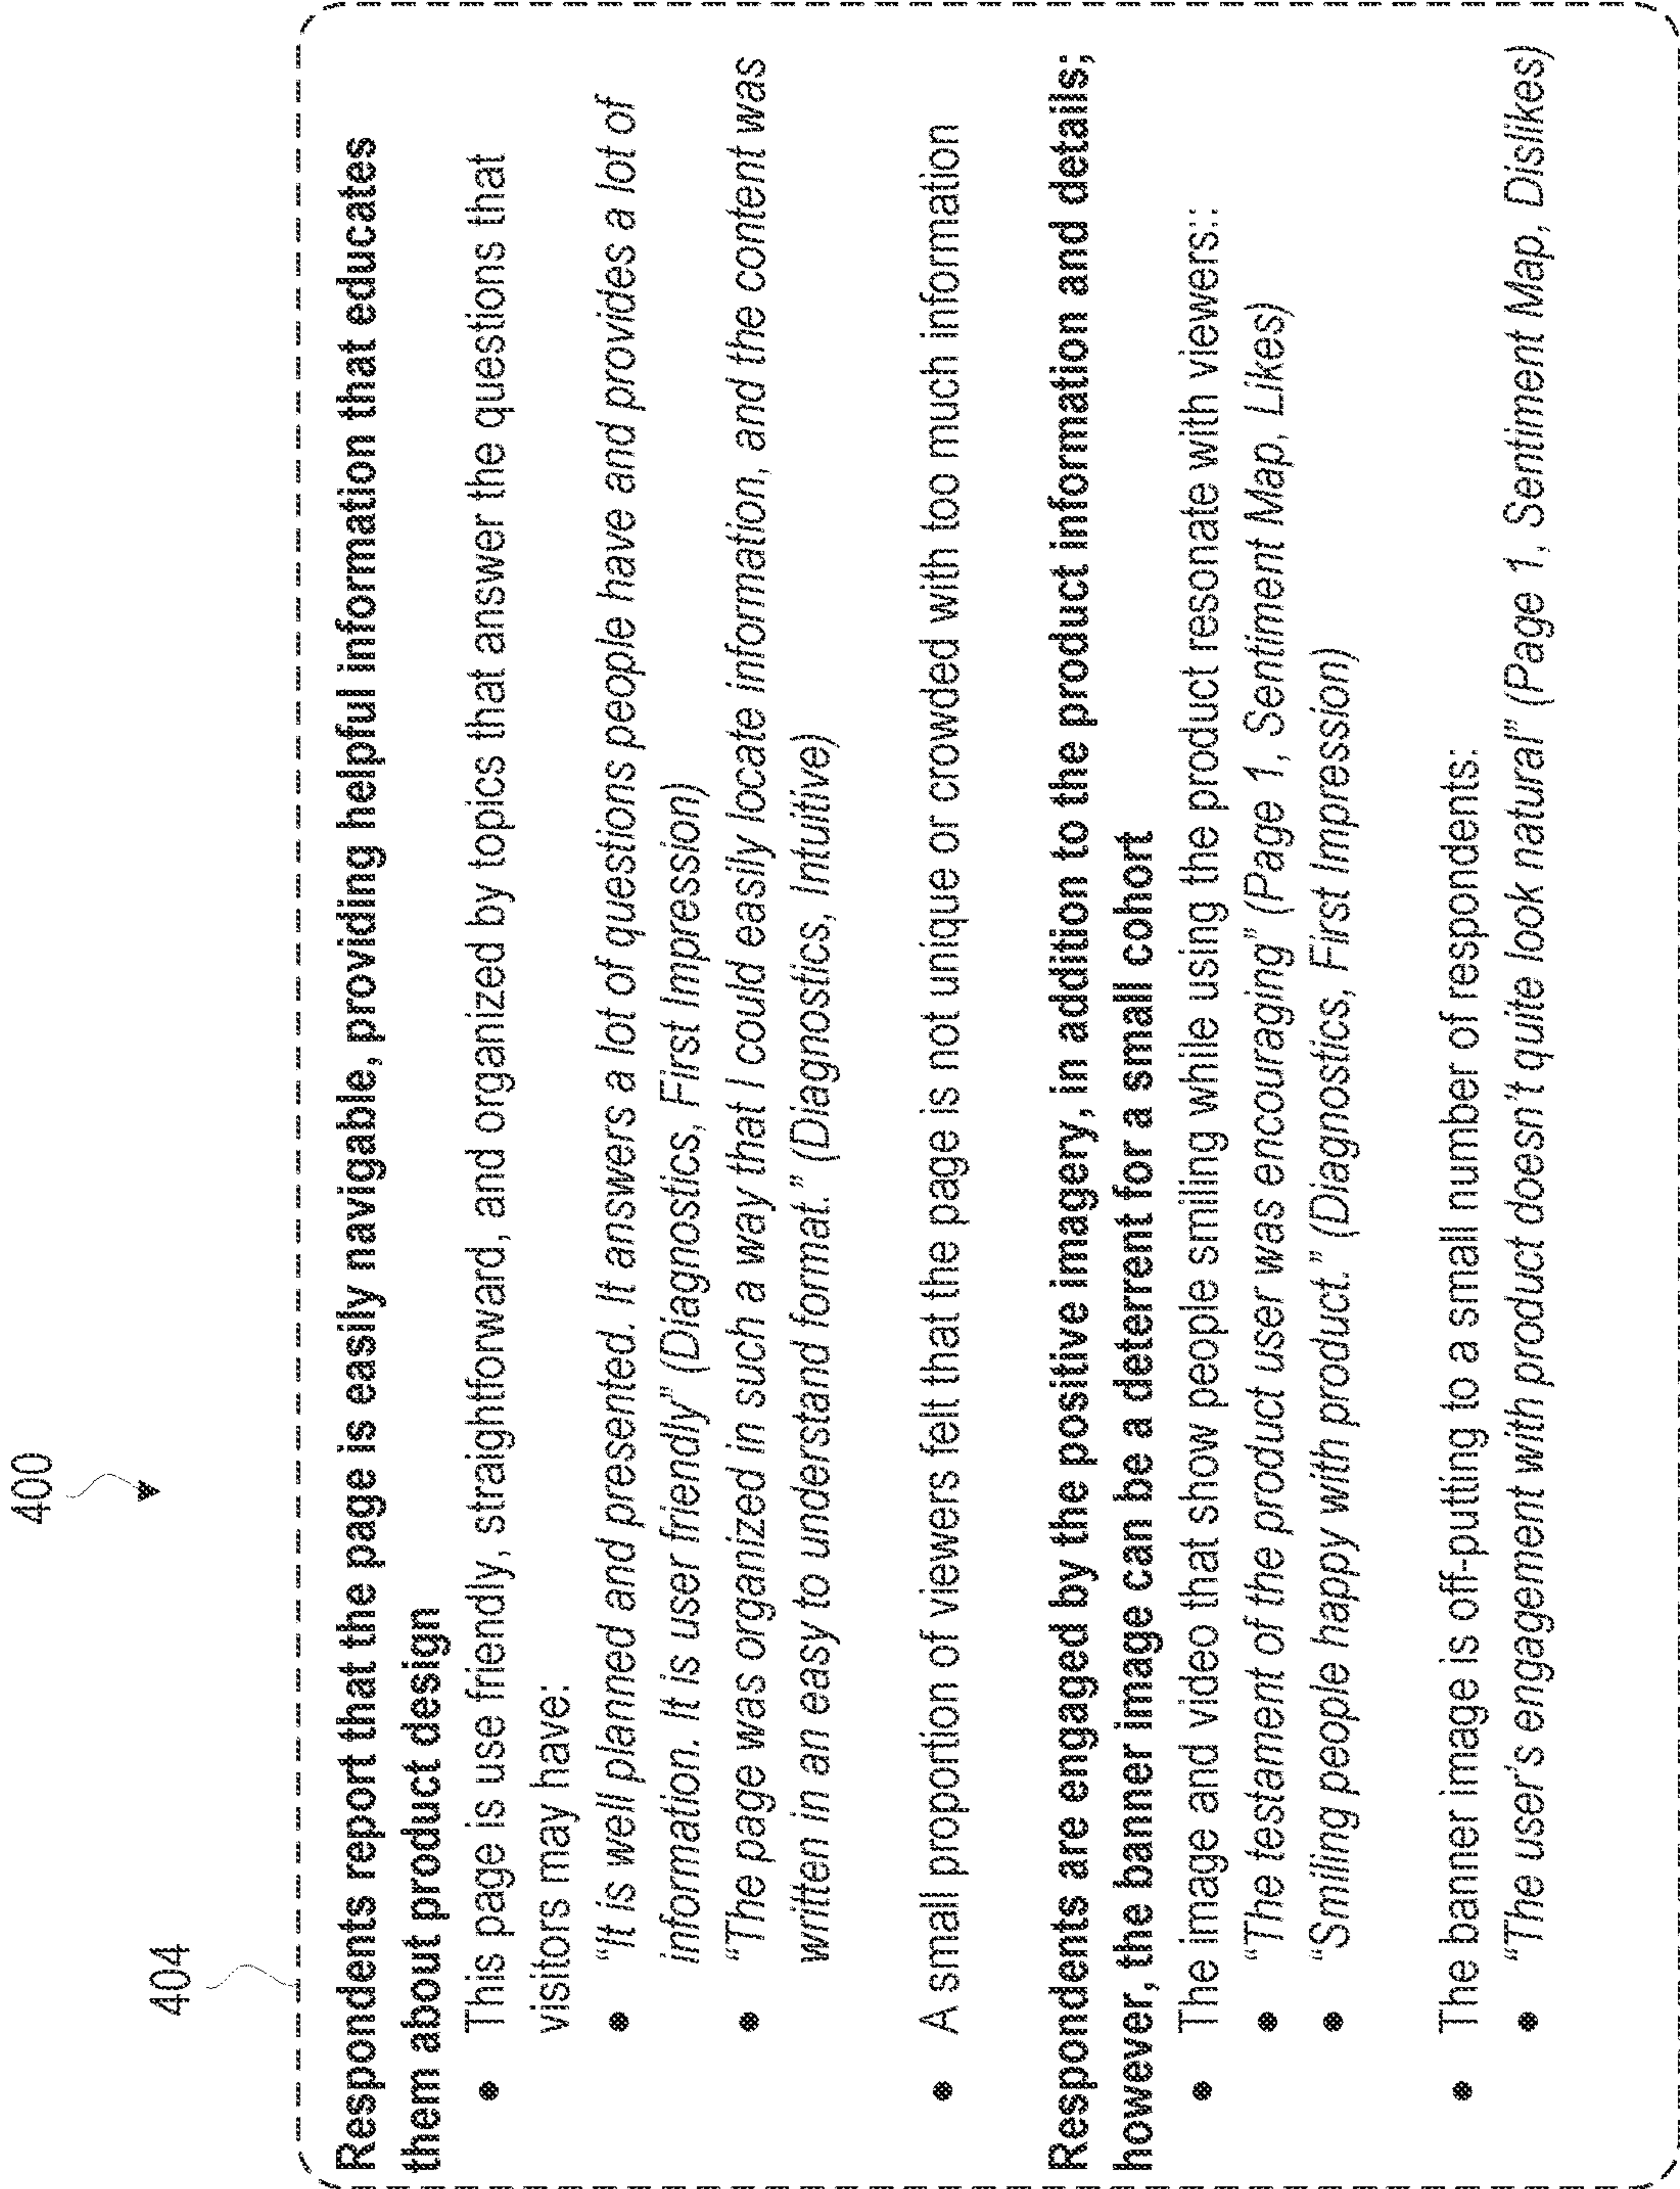 400
404
Respondents report that the page is easily navigable, providing helpful information that educates
them about product design
• This page is use friendly, straightforward, and organized by topics that answer the questions that
visitors may have:
• “It is well planned and presented. It answers a lot of questions people have and provides a lot of
information. It is user friendly” (Diagnostics, First Impression)
• “The page was organized in such a way that I could easily locate information, and the content was
written in an easy to understand format.” (Diagnostics, Intuitive)
• A small proportion of viewers felt that the page is not unique or crowded with too much information
Respondents are engaged by the positive imagery, in addition to the product information and details;
however, the banner image can be a deterrent for a small cohort
• The image and video that show people smiling while using the product resonate with viewers::
• “The testament of the product user was encouraging” (Page 1, Sentiment Map, Likes)
• “Smiling people happy with product.” (Diagnostics, First Impression)
• The banner image is off-putting to a small number of respondents:
• “The user’s engagement with product doesn’t quite look natural” (Page 1, Sentiment Map, Dislikes)